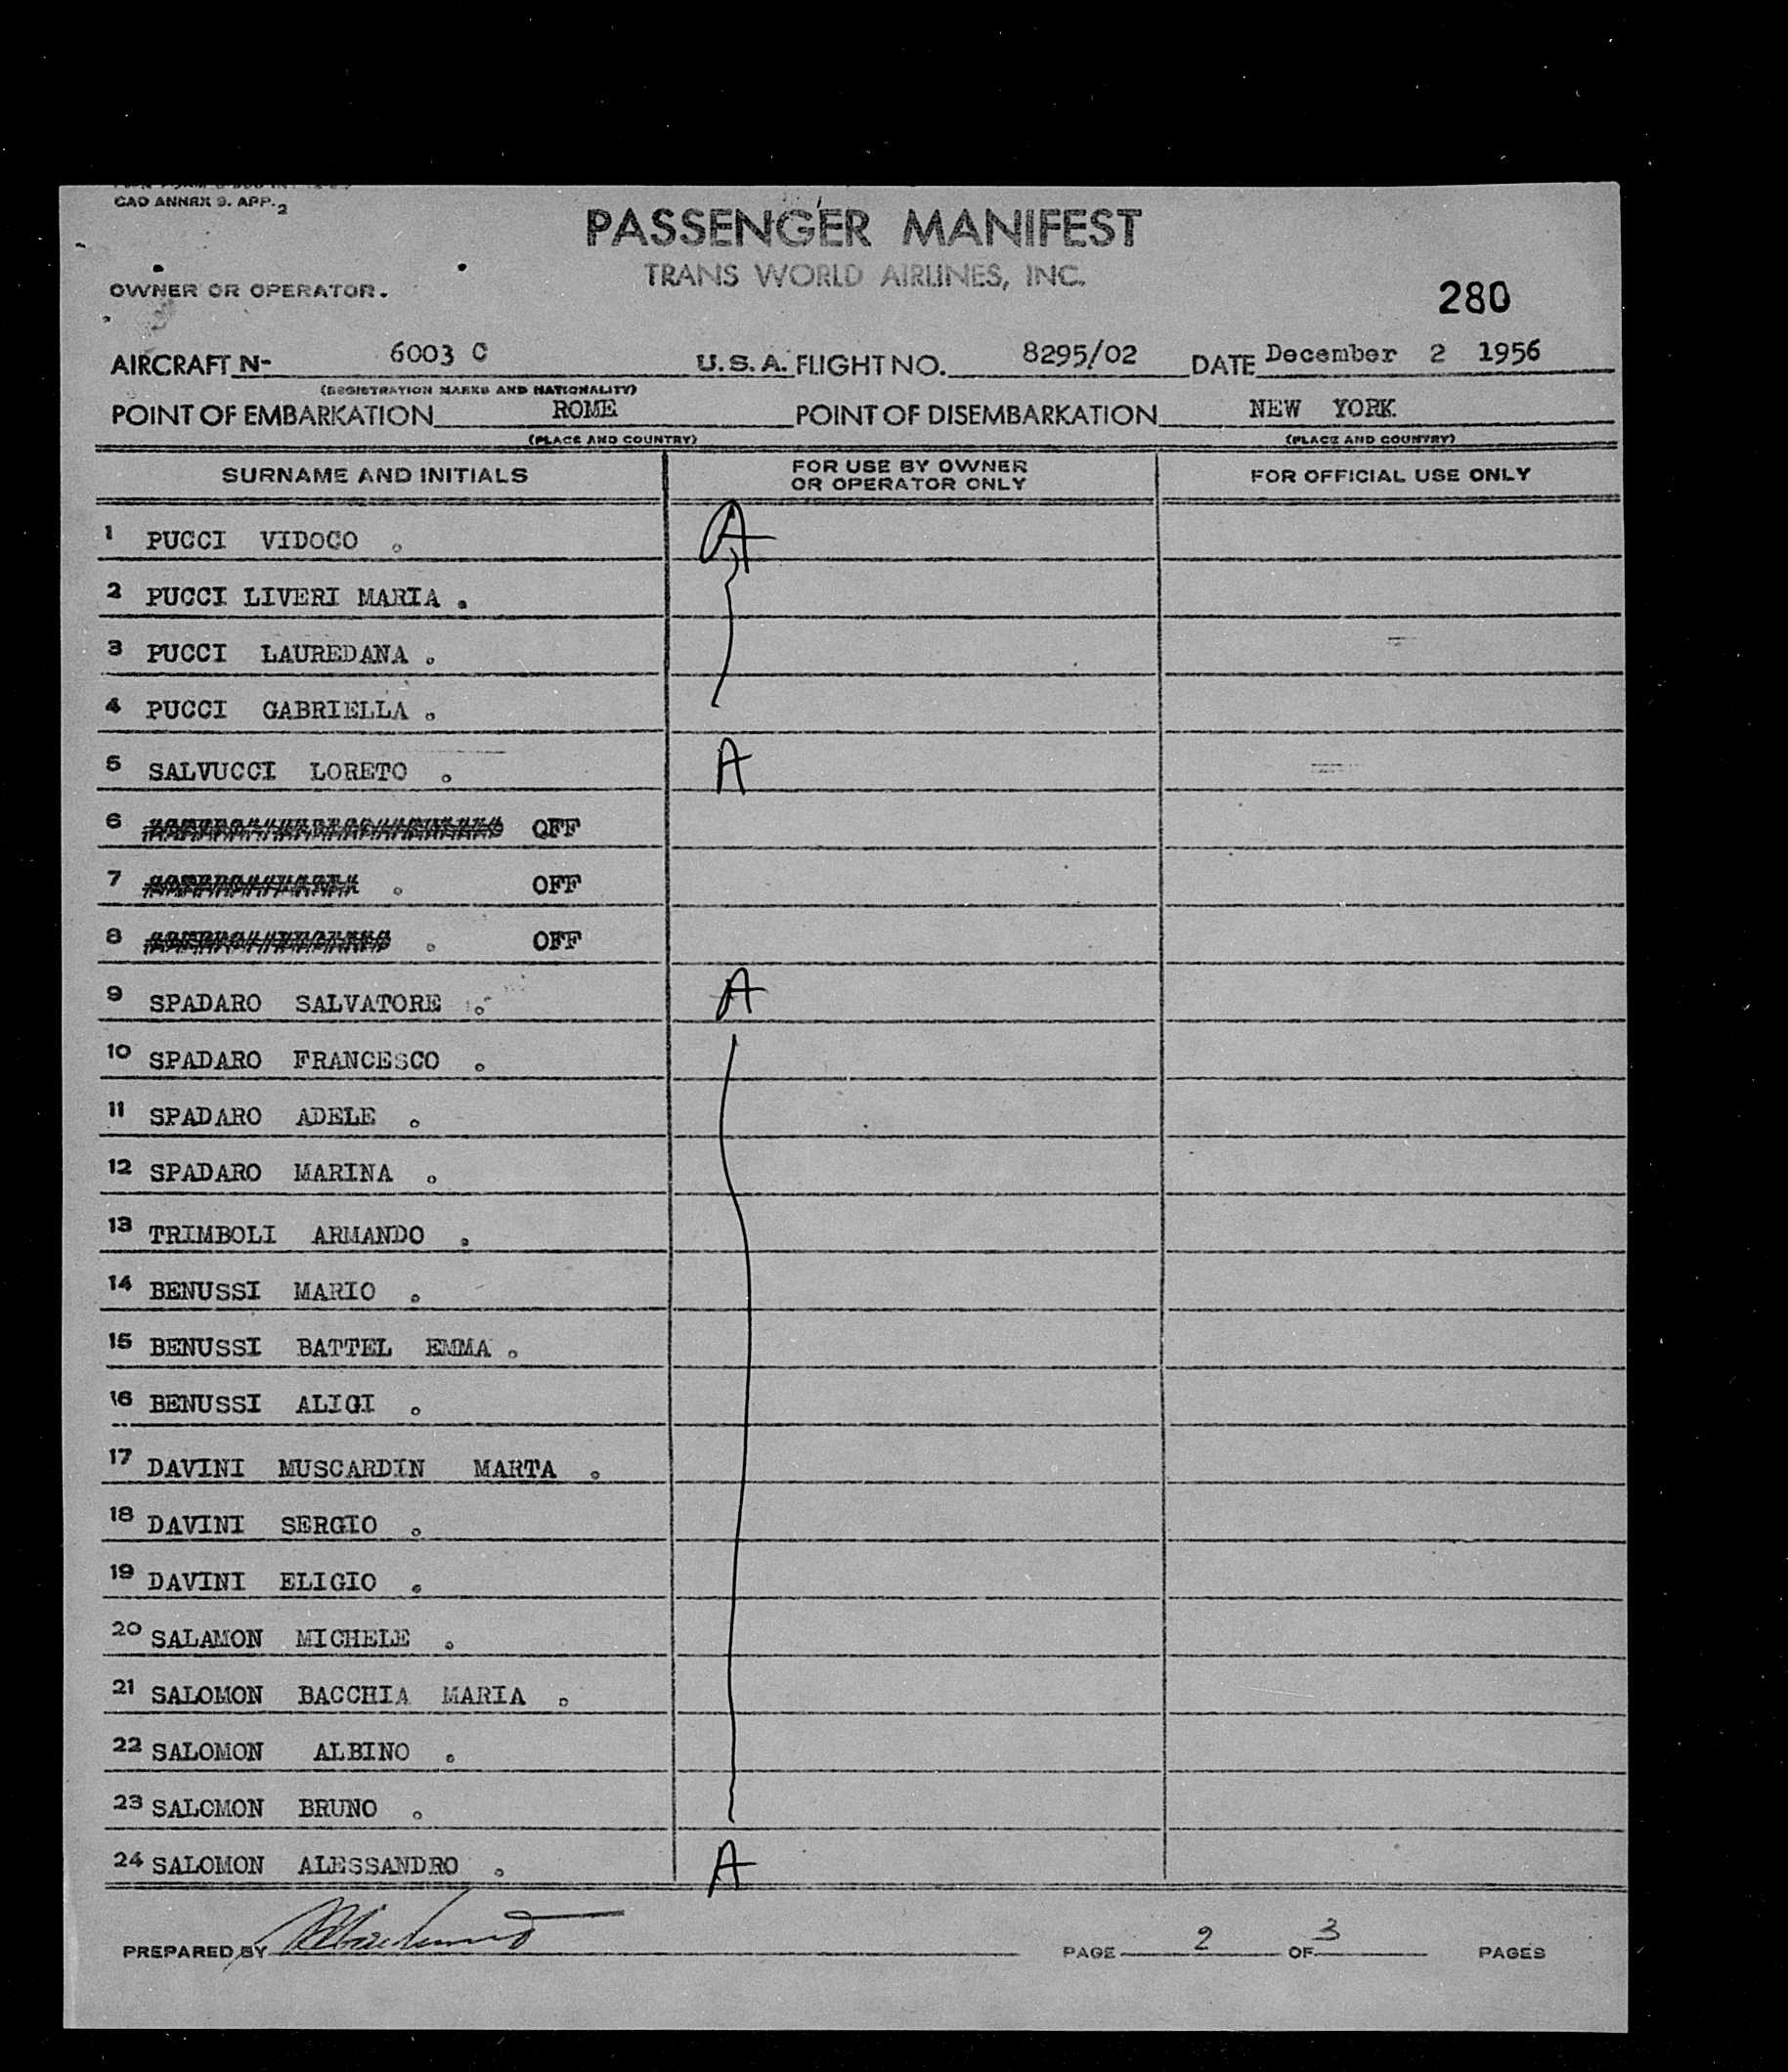 CAO ANNEX 9. APP. 2
PASSENGER MANIFEST
TRANS WORLD AIRLINES, INC.
OWNER OR OPERATOR.
280
AIRCRAFT N- 6003 C U.S.A. FLIGHT NO. 8295/02 DATE December 2 1956
(REGISTRATION MARKS AND NATIONALITY)
POINT OF EMBARKATION ROME POINT OF DISEMBARKATION NEW YORK
(PLACE AND COUNTRY) (PLACE AND COUNTRY)
SURNAME AND INITIALS FOR USE BY OWNER OR OPERATOR ONLY FOR OFFICIAL USE ONLY
1 PUCCI VIDOCO . A
2 PUCCI LIVERI MARIA .
3 PUCCI LAUREDANA .
4 PUCCI GABRIELLA .
5 SALVUCCI LORETO . A
6 OFF
7 . OFF
8 . OFF
9 SPADARO SALVATORE . A
10 SPADARO FRANCESCO .
11 SPADARO ADELE .
12 SPADARO MARINA .
13 TRIMBOLI ARMANDO .
14 BENUSSI MARIO .
15 BENUSSI BATTEL EMMA .
16 BENUSSI ALIGI .
17 DAVINI MUSCARDIN MARTA .
18 DAVINI SERGIO .
19 DAVINI ELIGIO .
20 SALAMON MICHELE .
21 SALOMON BACCHIA MARIA .
22 SALOMON ALBINO .
23 SALOMON BRUNO .
24 SALOMON ALESSANDRO . A
PREPARED BY PAGE 2 OF 3 PAGES